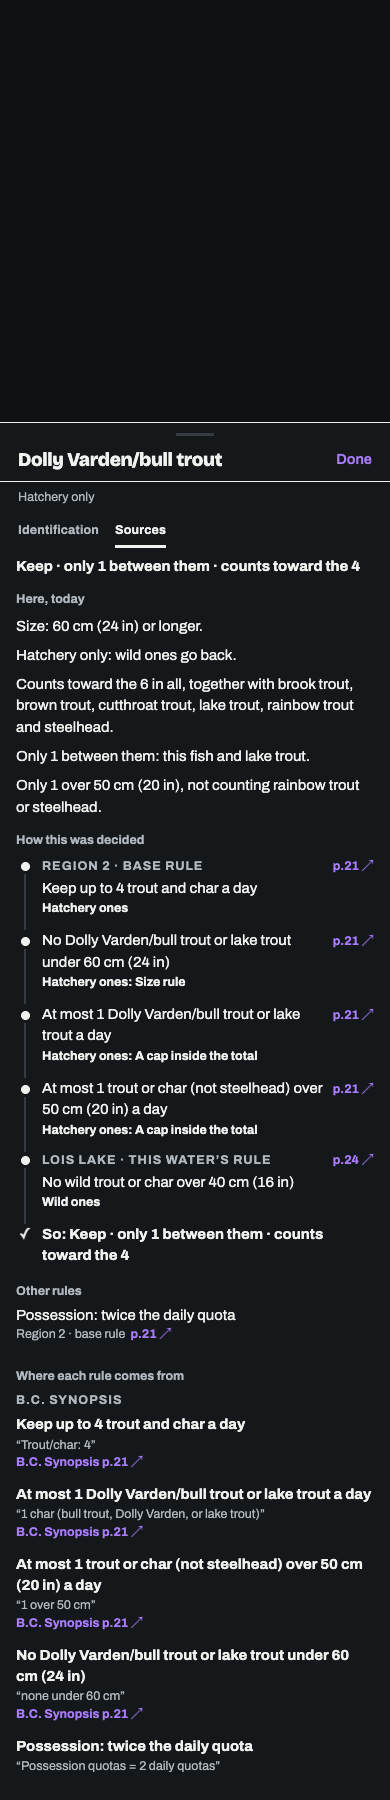 Dolly Varden/bull trout
Done
Hatchery only
Identification
Sources
Keep · only 1 between them · counts toward the 4
Here, today
Size: 60 cm (24 in) or longer.
Hatchery only: wild ones go back.
Counts toward the 6 in all, together with brook trout,
brown trout, cutthroat trout, lake trout, rainbow trout
and steelhead.
Only 1 between them: this fish and lake trout.
Only 1 over 50 cm (20 in), not counting rainbow trout
or steelhead.
How this was decided
REGION 2 · BASE RULE
p.21 ↗
Keep up to 4 trout and char a day
Hatchery ones
No Dolly Varden/bull trout or lake trout
under 60 cm (24 in)
p.21 ↗
Hatchery ones: Size rule
At most 1 Dolly Varden/bull trout or lake
trout a day
p.21 ↗
Hatchery ones: A cap inside the total
At most 1 trout or char (not steelhead) over
50 cm (20 in) a day
p.21 ↗
Hatchery ones: A cap inside the total
LOIS LAKE · THIS WATER'S RULE
p.24 ↗
No wild trout or char over 40 cm (16 in)
Wild ones
✓ So: Keep · only 1 between them · counts
toward the 4
Other rules
Possession: twice the daily quota
Region 2 · base rule p.21 ↗
Where each rule comes from
B.C. SYNOPSIS
Keep up to 4 trout and char a day
“Trout/char: 4”
B.C. Synopsis p.21 ↗
At most 1 Dolly Varden/bull trout or lake trout a day
“1 char (bull trout, Dolly Varden, or lake trout)”
B.C. Synopsis p.21 ↗
At most 1 trout or char (not steelhead) over 50 cm
(20 in) a day
“1 over 50 cm”
B.C. Synopsis p.21 ↗
No Dolly Varden/bull trout or lake trout under 60
cm (24 in)
“none under 60 cm”
B.C. Synopsis p.21 ↗
Possession: twice the daily quota
“Possession quotas = 2 daily quotas”